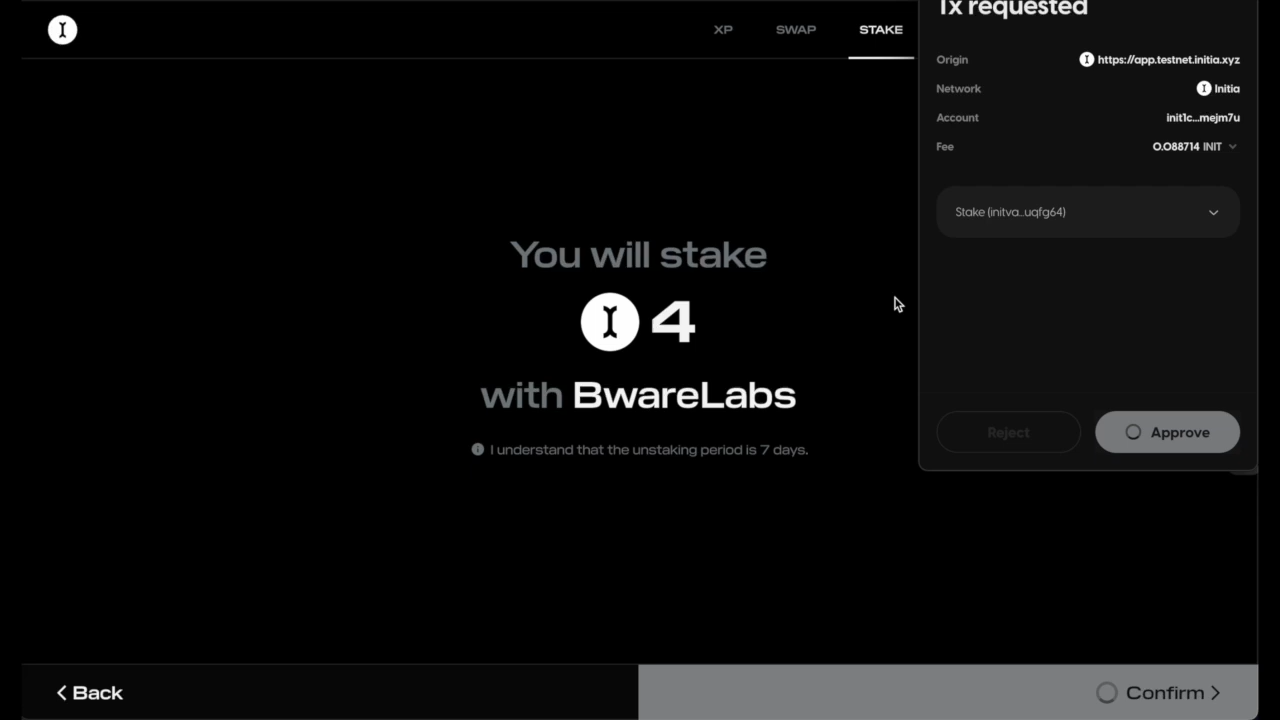 XP
SWAP
STAKE
Tx requested
Origin
https://app.testnet.initia.xyz
Network
Initia
Account
init1c...mejm7u
Fee
0.088714 INIT
Stake (initva...uqfg64)
Reject
Approve
You will stake
4
with BwareLabs
I understand that the unstaking period is 7 days.
Back
Confirm